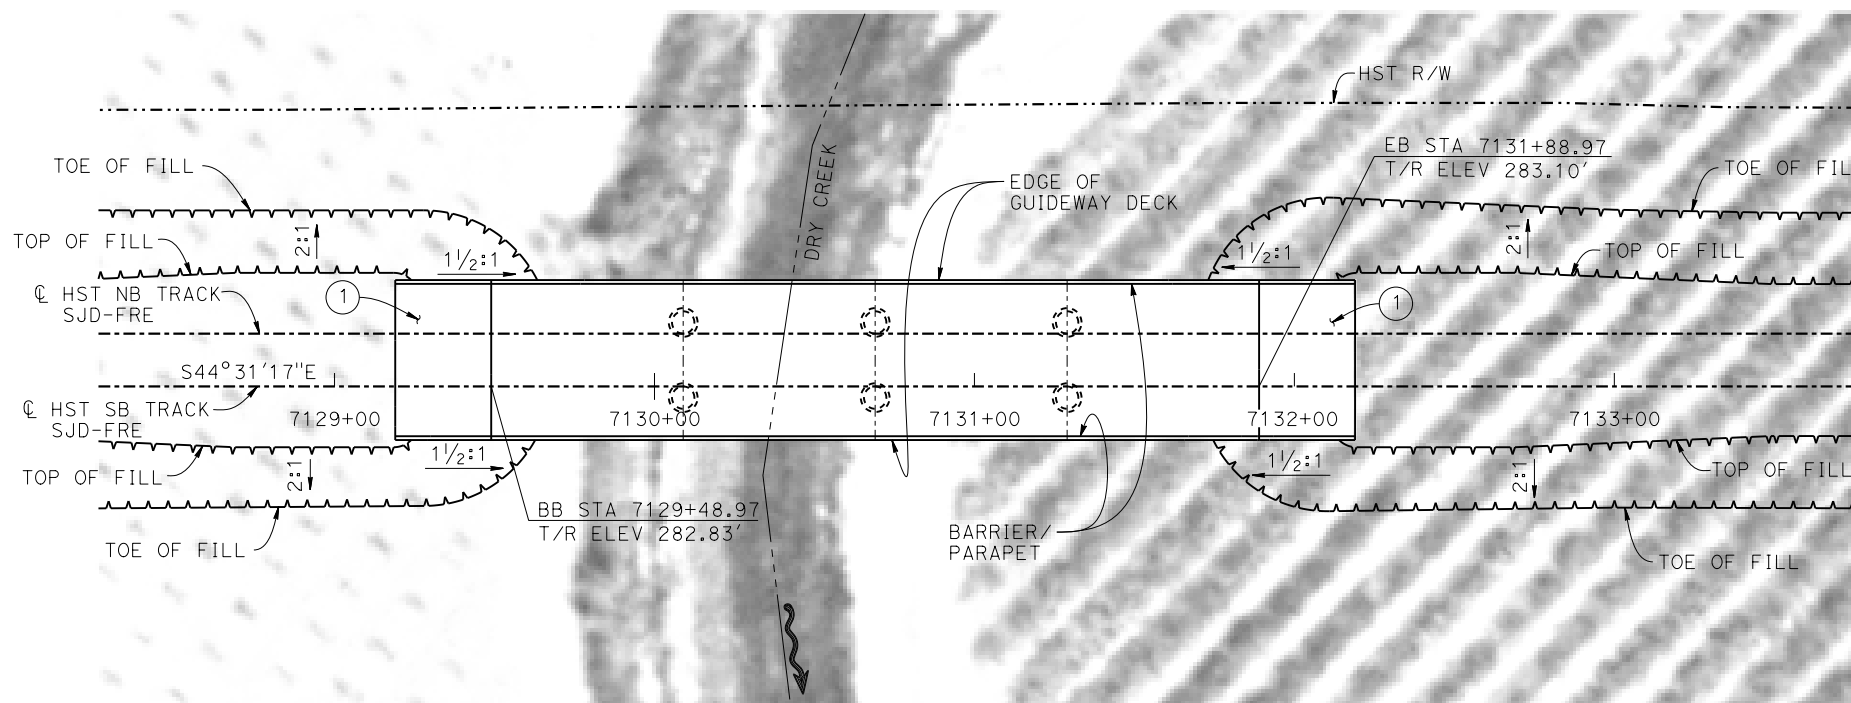 HST R/W
EB STA 7131+88.97
T/R ELEV 283.10'
TOE OF FILL
TOE OF FIL
EDGE OF
GUIDEWAY DECK
DRY CREEK
TOP OF FILL
2:1
2:1
TOP OF FILL
1½:1
1½:1
℄ HST NB TRACK
SJD-FRE
1
1
S44°31'17"E
℄ HST SB TRACK
SJD-FRE
7129+00
7130+00
7131+00
7132+00
7133+00
1½:1
1½:1
TOP OF FILL
2:1
2:1
TOP OF FILL
BB STA 7129+48.97
T/R ELEV 282.83'
BARRIER/
PARAPET
TOE OF FILL
TOE OF FILL